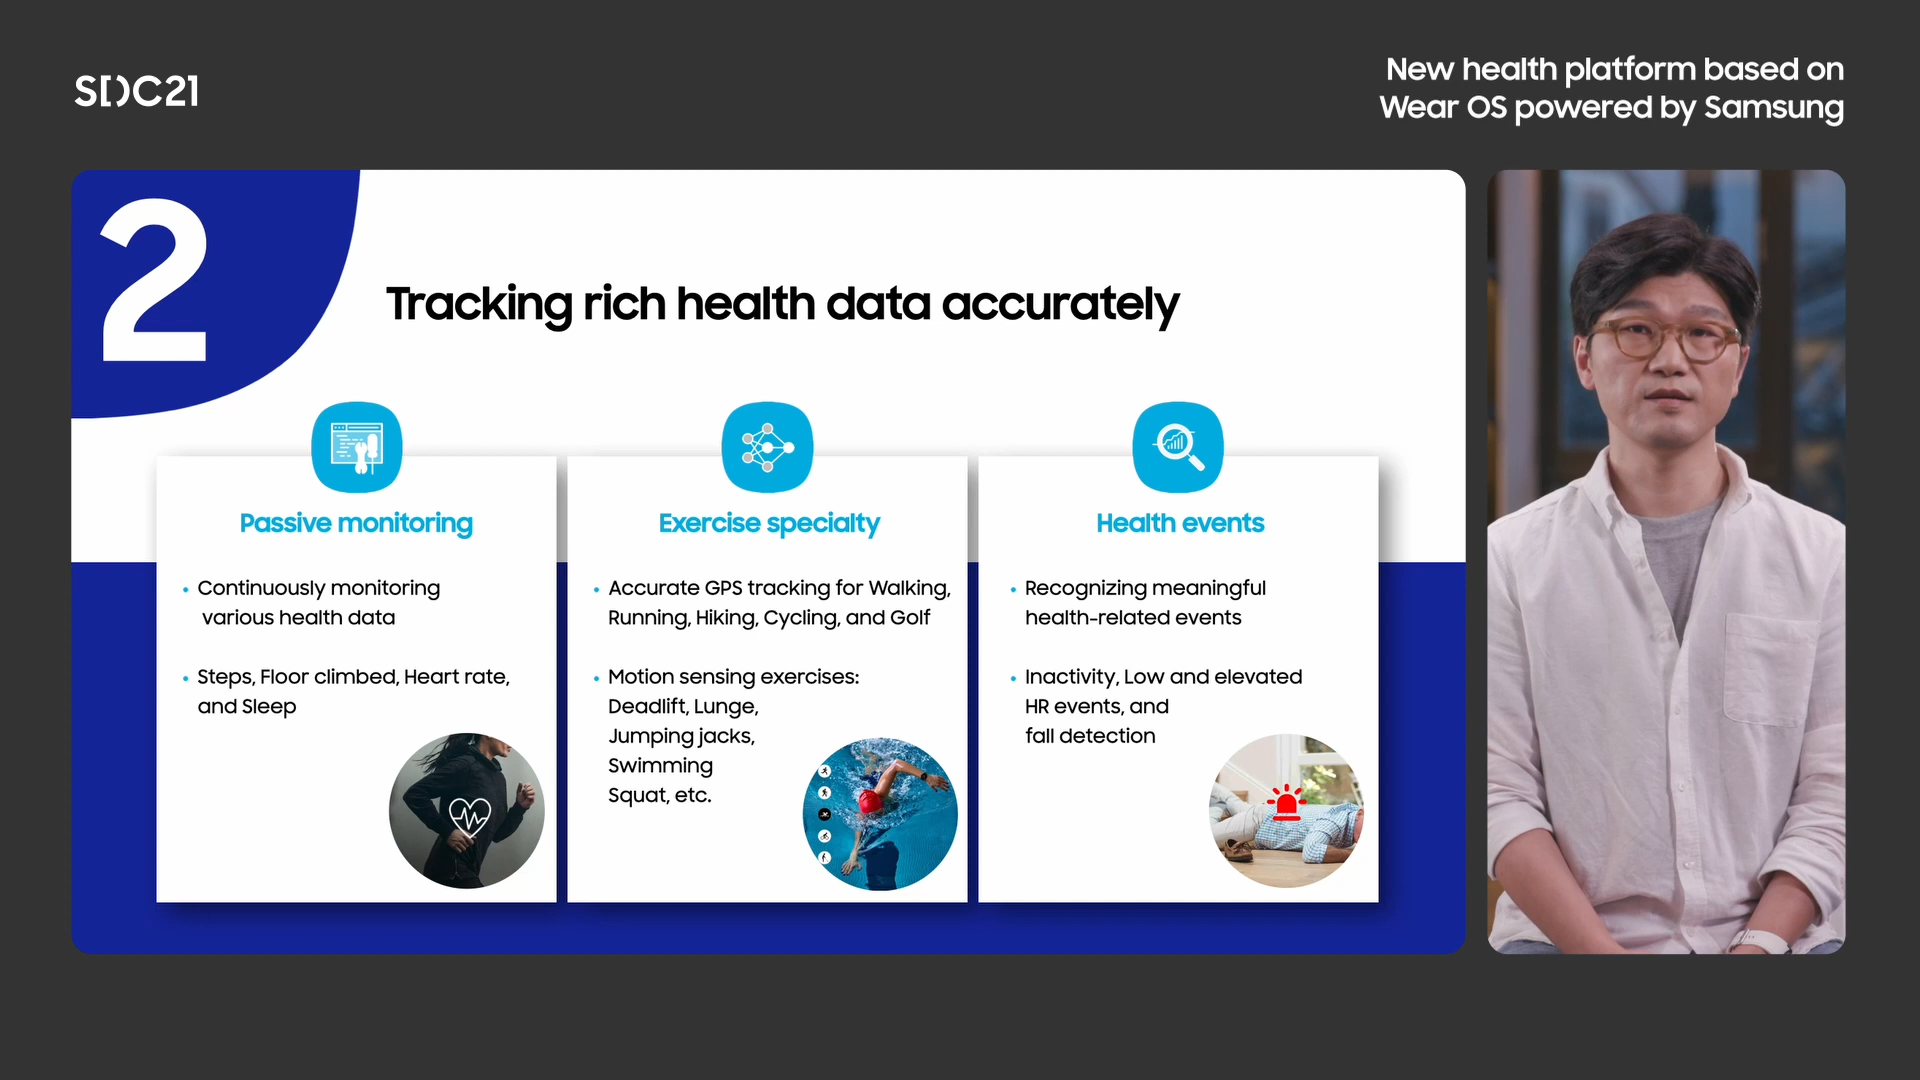 SDC21
New health platform based on
Wear OS powered by Samsung
2
Tracking rich health data accurately
Passive monitoring
• Continuously monitoring
various health data
• Steps, Floor climbed, Heart rate,
and Sleep
Exercise specialty
• Accurate GPS tracking for Walking,
Running, Hiking, Cycling, and Golf
• Motion sensing exercises:
Deadlift, Lunge,
Jumping jacks,
Swimming
Squat, etc.
Health events
• Recognizing meaningful
health-related events
• Inactivity, Low and elevated
HR events, and
fall detection